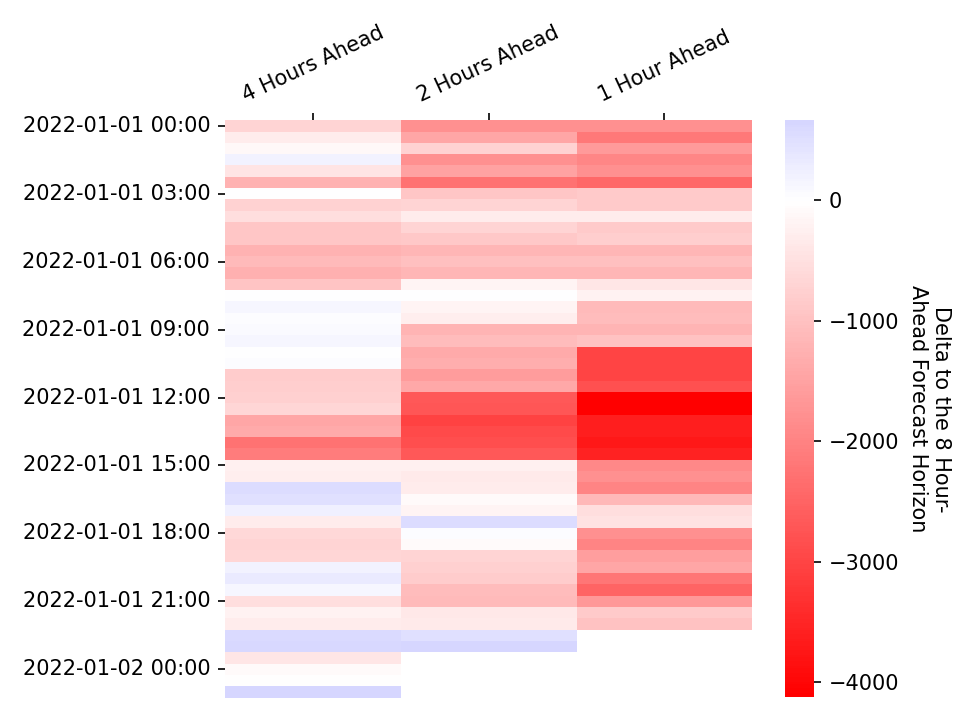 4 Hours Ahead
2 Hours Ahead
1 Hour Ahead
2022-01-01 00:00
2022-01-01 03:00
2022-01-01 06:00
2022-01-01 09:00
2022-01-01 12:00
2022-01-01 15:00
2022-01-01 18:00
2022-01-01 21:00
2022-01-02 00:00
0
−1000
−2000
−3000
−4000
Delta to the 8 Hour-
Ahead Forecast Horizon